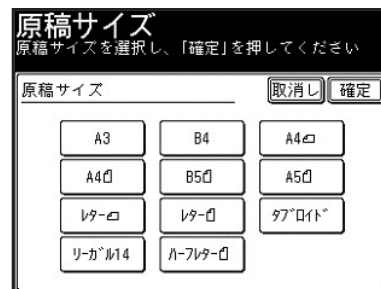 原稿サイズ
原稿サイズを選択し、「確定」を押してください
原稿サイズ 取消し 確定
A3 B4 A4
A4 B5 A5
ﾚﾀｰ ﾚﾀｰ ﾀﾌﾞﾛｲﾄﾞ
ﾘｰｶﾞﾙ14 ﾊｰﾌﾚﾀｰ